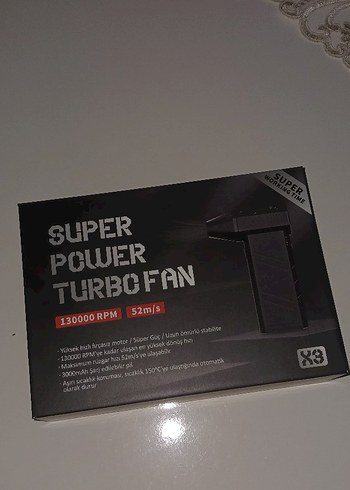 SUPER
WORKING TIME
SUPER
POWER
TURBO FAN
130000 RPM 52m/s
- Yüksek hızlı fırçasız motor / Süper Güç / Uzun ömürlü stabilite
- 130000 RPM'ye kadar ulaşan en yüksek dönüş hızı
- Maksimum rüzgar hızı 52m/s'ye ulaşabilir
- 3000mAh Şarj edilebilir pil
- Aşırı sıcaklık koruması, sıcaklık 150°C'ye ulaştığında otomatik
olarak durur
X3